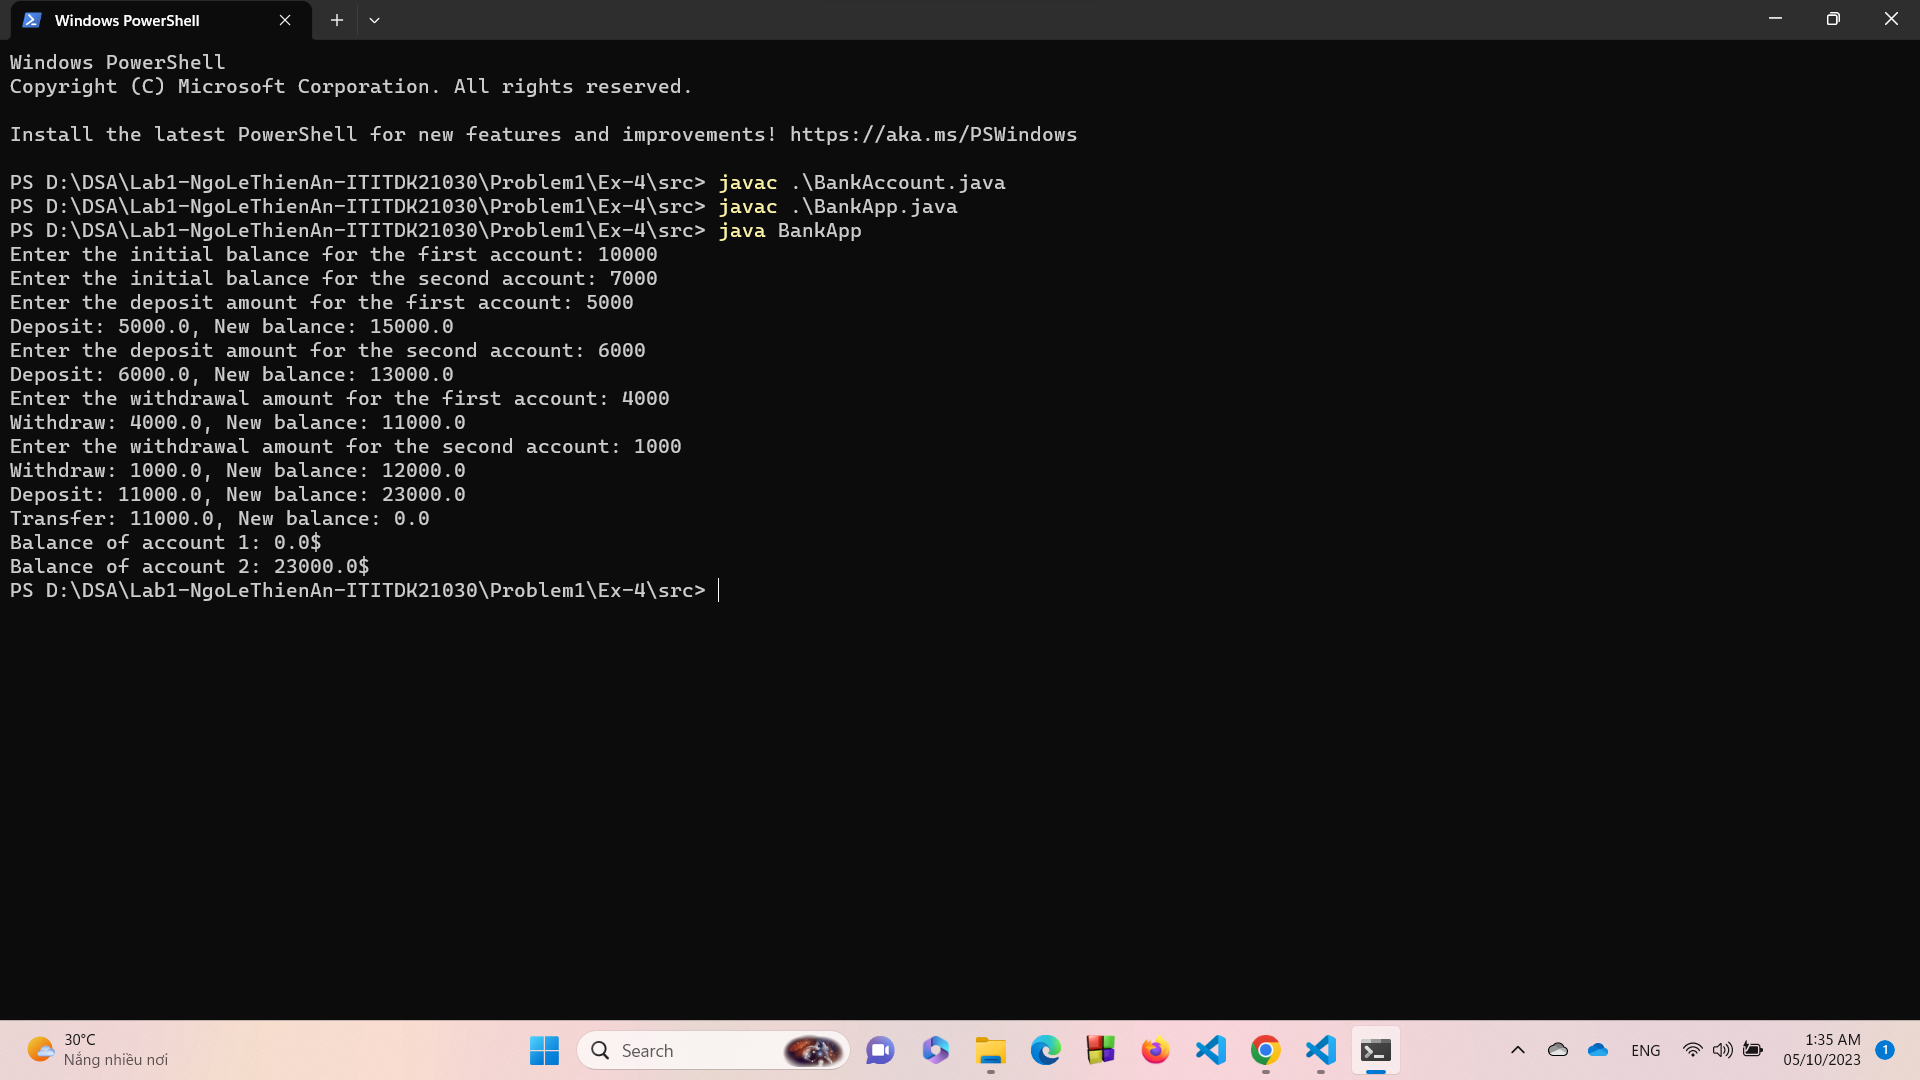 Windows PowerShell
Windows PowerShell
Copyright (C) Microsoft Corporation. All rights reserved.
Install the latest PowerShell for new features and improvements! https://aka.ms/PSWindows
PS D:\DSA\Lab1-NgoLeThienAn-ITITDK21030\Problem1\Ex-4\src> javac .\BankAccount.java
PS D:\DSA\Lab1-NgoLeThienAn-ITITDK21030\Problem1\Ex-4\src> javac .\BankApp.java
PS D:\DSA\Lab1-NgoLeThienAn-ITITDK21030\Problem1\Ex-4\src> java BankApp
Enter the initial balance for the first account: 10000
Enter the initial balance for the second account: 7000
Enter the deposit amount for the first account: 5000
Deposit: 5000.0, New balance: 15000.0
Enter the deposit amount for the second account: 6000
Deposit: 6000.0, New balance: 13000.0
Enter the withdrawal amount for the first account: 4000
Withdraw: 4000.0, New balance: 11000.0
Enter the withdrawal amount for the second account: 1000
Withdraw: 1000.0, New balance: 12000.0
Deposit: 11000.0, New balance: 23000.0
Transfer: 11000.0, New balance: 0.0
Balance of account 1: 0.0$
Balance of account 2: 23000.0$
PS D:\DSA\Lab1-NgoLeThienAn-ITITDK21030\Problem1\Ex-4\src>
30°C
Nắng nhiều nơi
Search
ENG
1:35 AM
05/10/2023
1